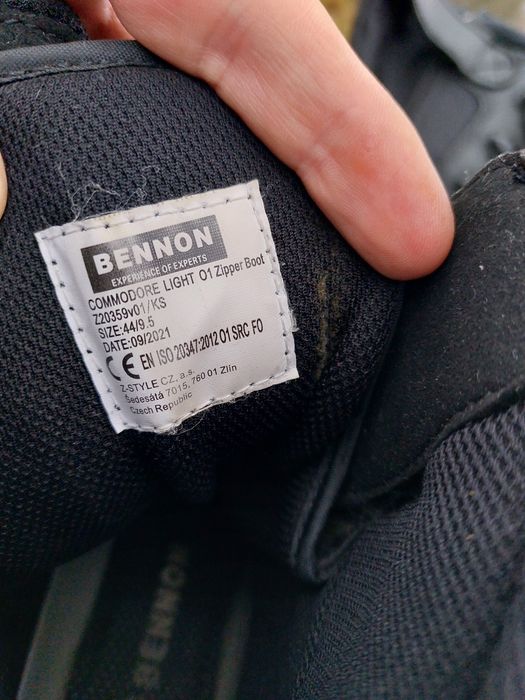 BENNON
EXPERIENCE OF EXPERTS
COMMODORE LIGHT O1 Zipper Boot
Z20359v01/KS
SIZE:44/9.5
DATE:09/2021
CE EN ISO 20347:2012 O1 SRC FO
Z-STYLE CZ, a.s.
Šedesátá 7015, 760 01 Zlín
Czech Republic
BENNON